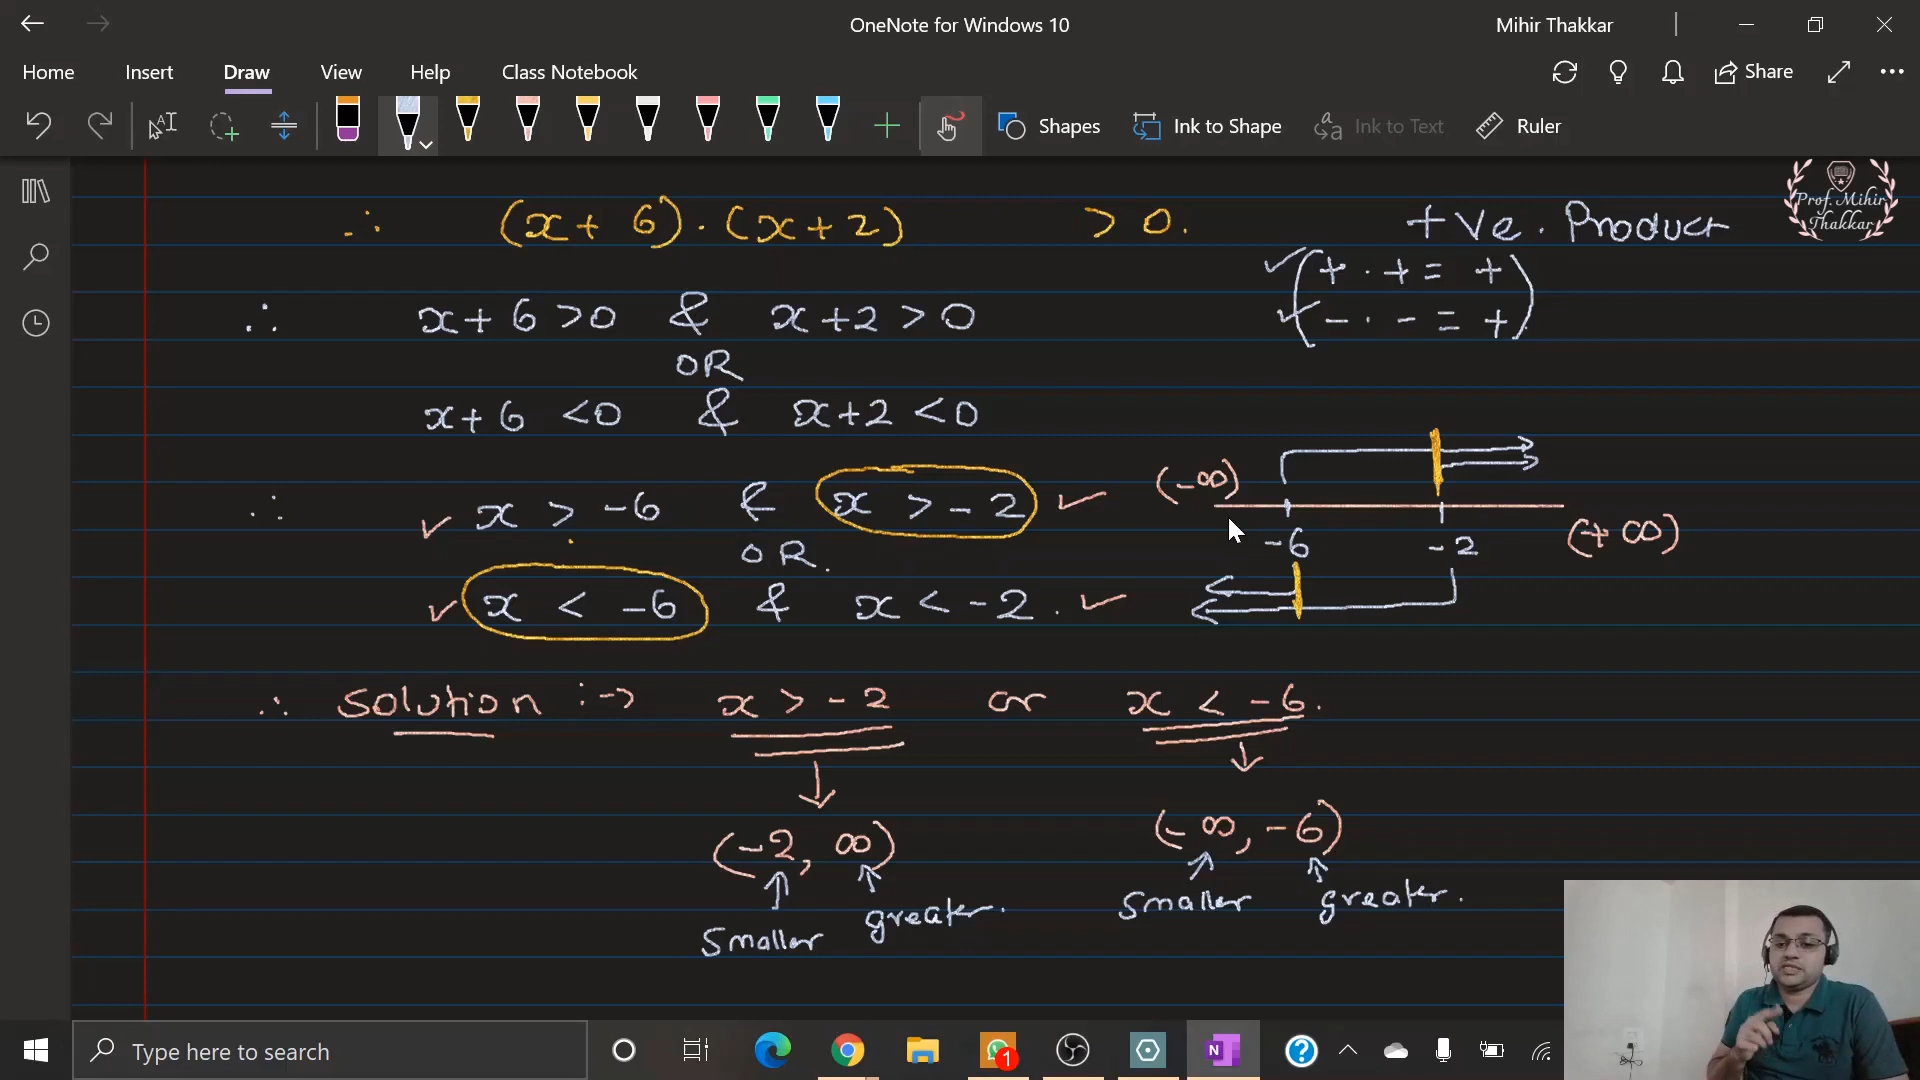 OneNote for Windows 10
Mihir Thakkar
Home Insert Draw View Help Class Notebook
Share
Shapes Ink to Shape Ink to Text Ruler
Prof. Mihir
Thakkar
∴ (x+ 6) . (x+2) > 0.
+ve . Product
✓ (+ . + = +)
✓ (- . - = +)
∴ x+6 >0 & x+2 >0
OR
x+6 <0 & x+2 <0
∴ ✓ x > -6 & x > -2 ✓
OR.
✓ x < -6 & x < -2 . ✓
(-∞)
-6 -2
(+ ∞)
∴ Solution :→ x > -2 or x < -6.
(-2, ∞) (-∞, -6)
Smaller greater. Smaller greater.
Type here to search
1
N
?